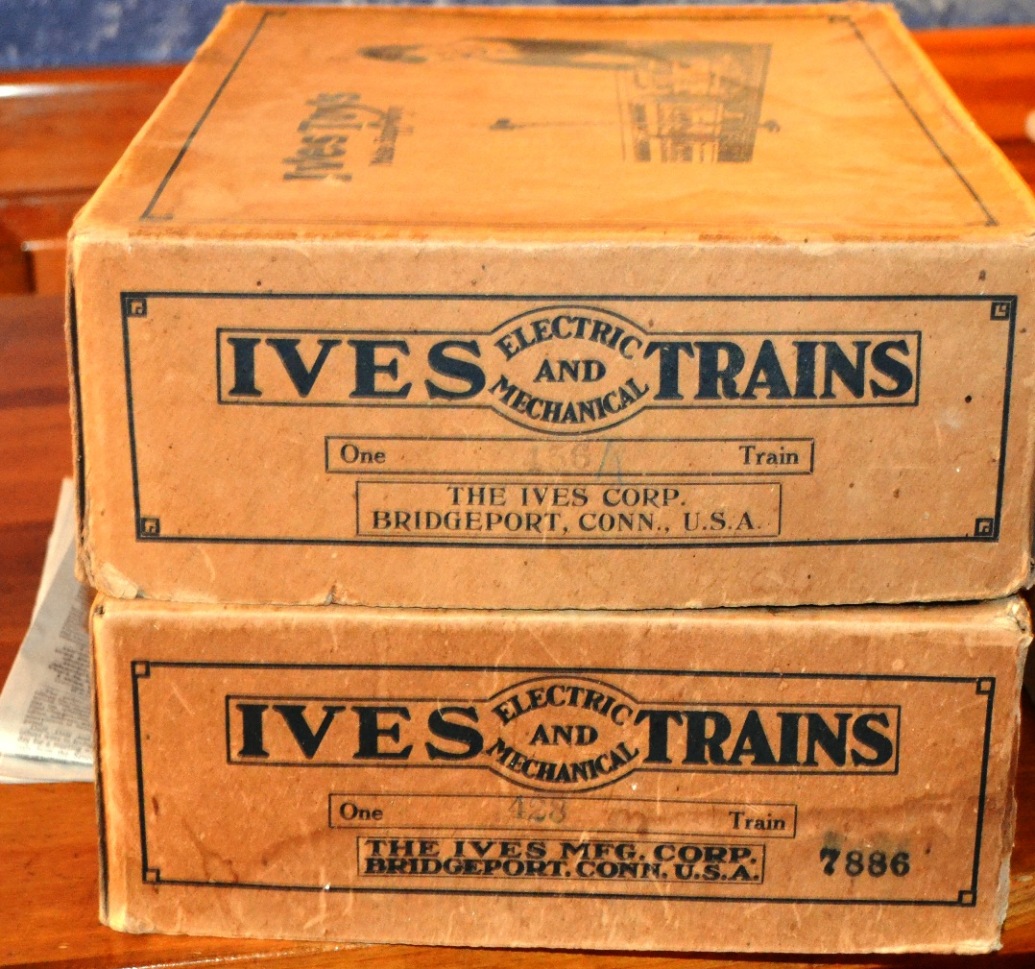 Ives Toys
IVES ELECTRIC AND MECHANICAL TRAINS
One Train
THE IVES CORP.
BRIDGEPORT, CONN., U.S.A.
IVES ELECTRIC AND MECHANICAL TRAINS
One 428 Train
THE IVES MFG. CORP.
BRIDGEPORT. CONN. U.S.A.
7886